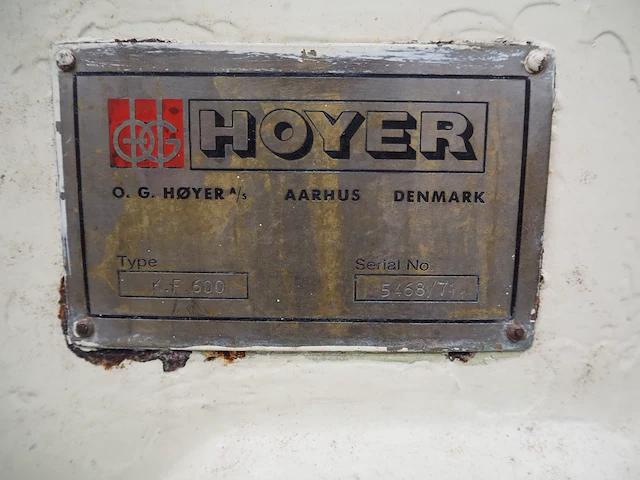 OG HOYER
O. G. HØYER A/S AARHUS DENMARK
Type Serial No
K.F 600 5468/71